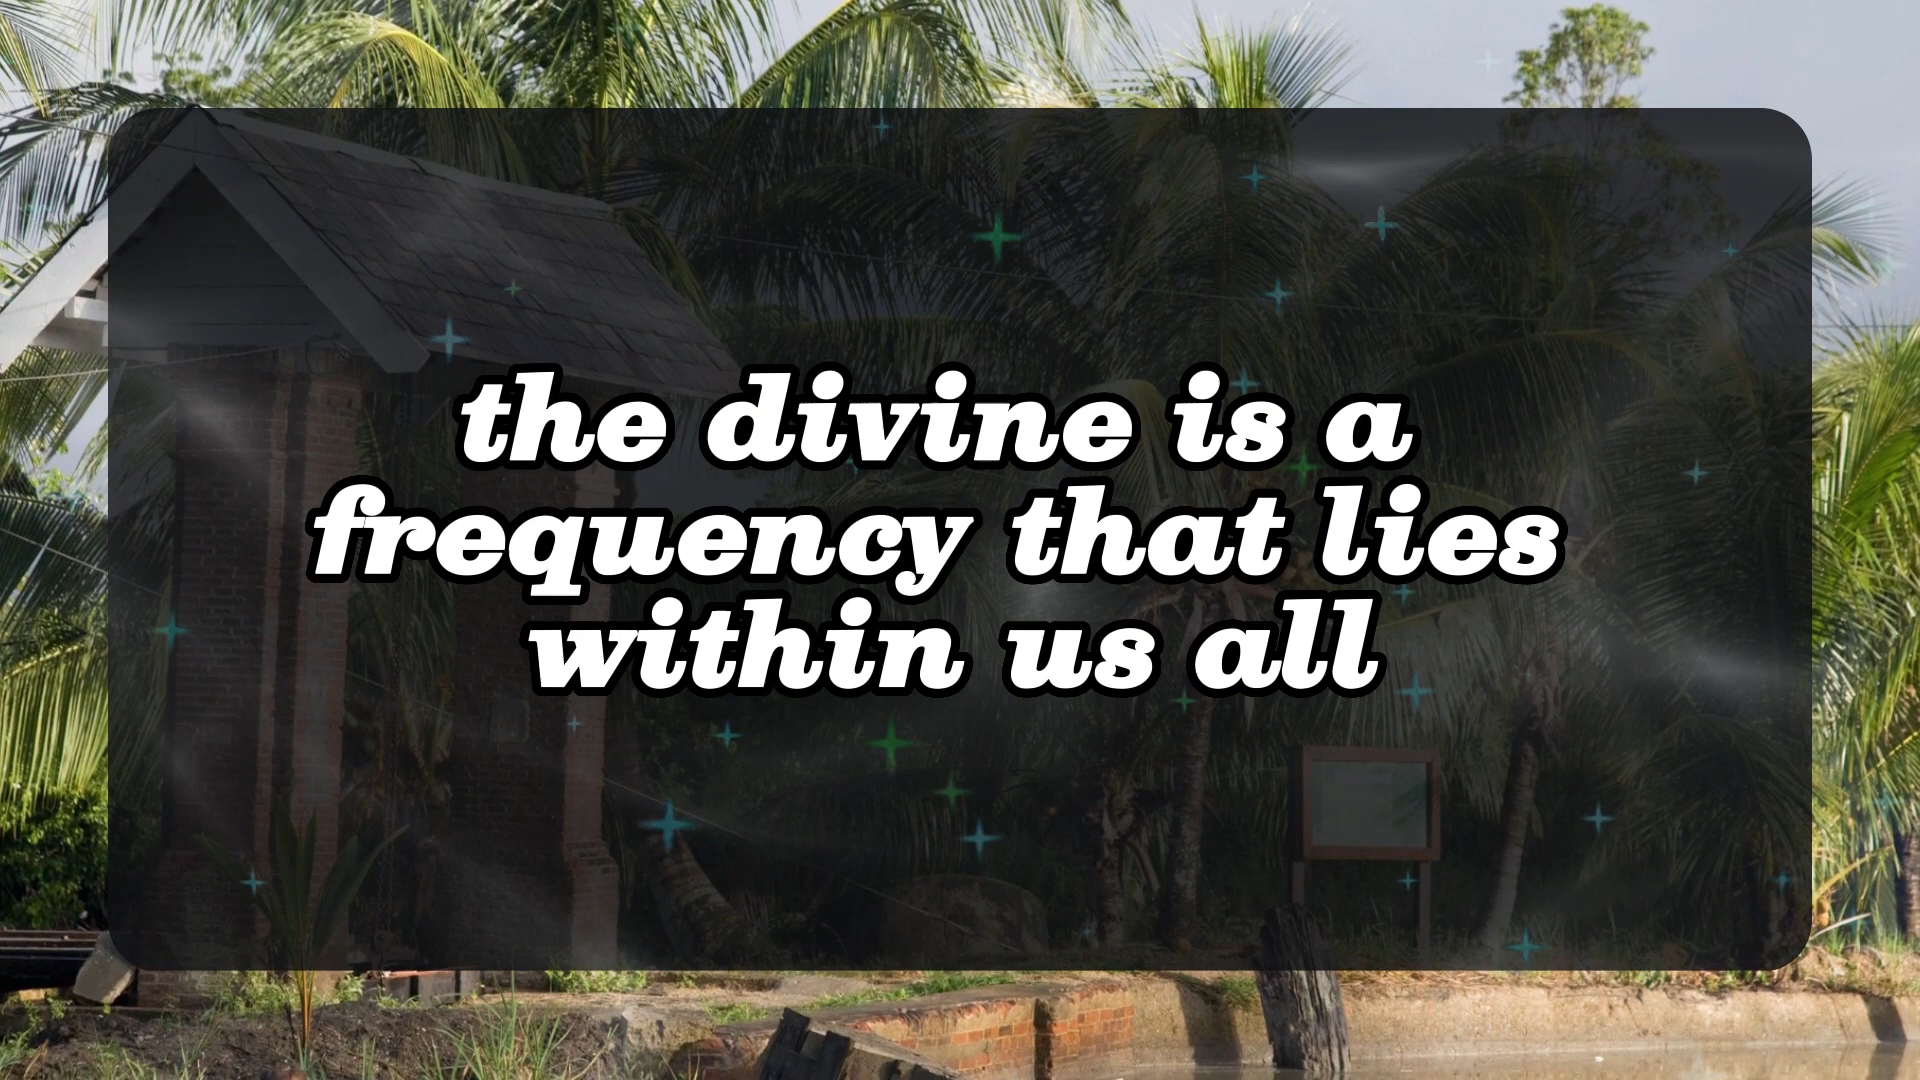 the divine is a
frequency that lies
within us all